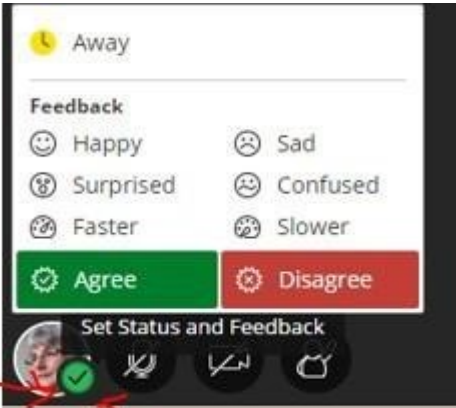 Away
Feedback
Happy Sad
Surprised Confused
Faster Slower
Agree Disagree
Set Status and Feedback